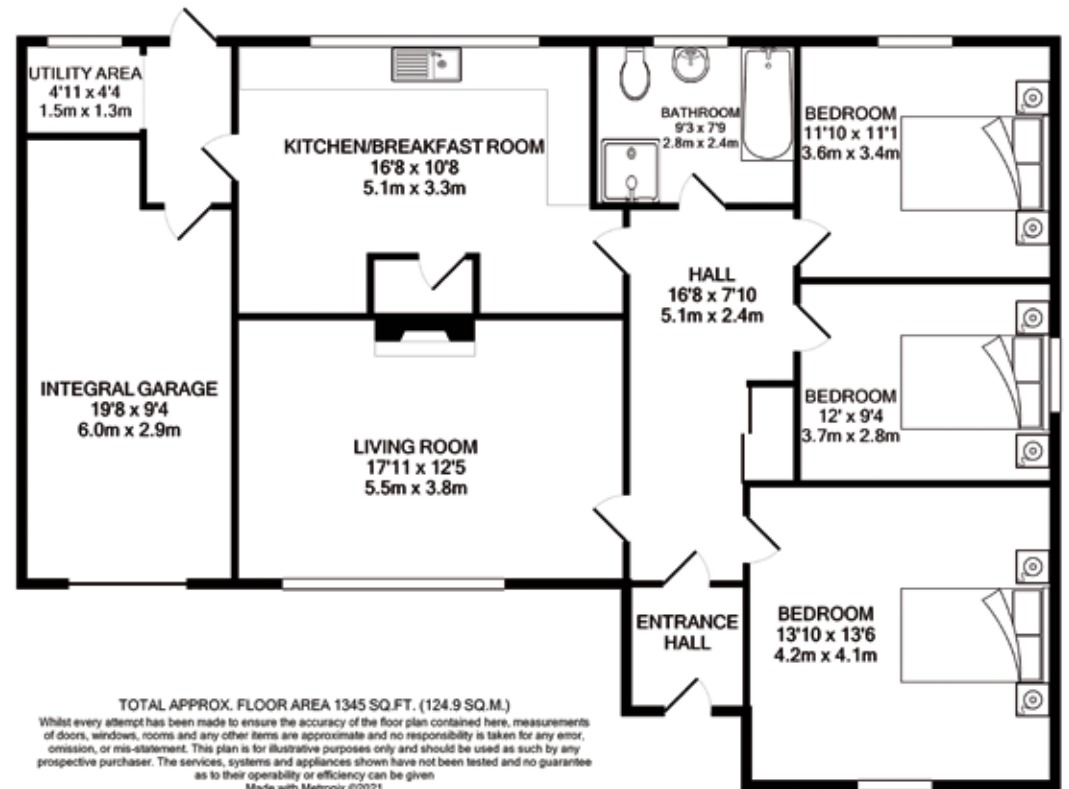 UTILITY AREA
4'11 x 4'4
1.5m x 1.3m
KITCHEN/BREAKFAST ROOM
16'8 x 10'8
5.1m x 3.3m
BATHROOM
9'3 x 7'9
2.8m x 2.4m
BEDROOM
11'10 x 11'1
3.6m x 3.4m
HALL
16'8 x 7'10
5.1m x 2.4m
INTEGRAL GARAGE
19'8 x 9'4
6.0m x 2.9m
LIVING ROOM
17'11 x 12'5
5.5m x 3.8m
BEDROOM
12' x 9'4
3.7m x 2.8m
ENTRANCE
HALL
BEDROOM
13'10 x 13'6
4.2m x 4.1m
TOTAL APPROX. FLOOR AREA 1345 SQ.FT. (124.9 SQ.M.)
Whilst every attempt has been made to ensure the accuracy of the floor plan contained here, measurements
of doors, windows, rooms and any other items are approximate and no responsibility is taken for any error,
omission, or mis-statement. This plan is for illustrative purposes only and should be used as such by any
prospective purchaser. The services, systems and appliances shown have not been tested and no guarantee
as to their operability or efficiency can be given
Made with Metropix ©2021